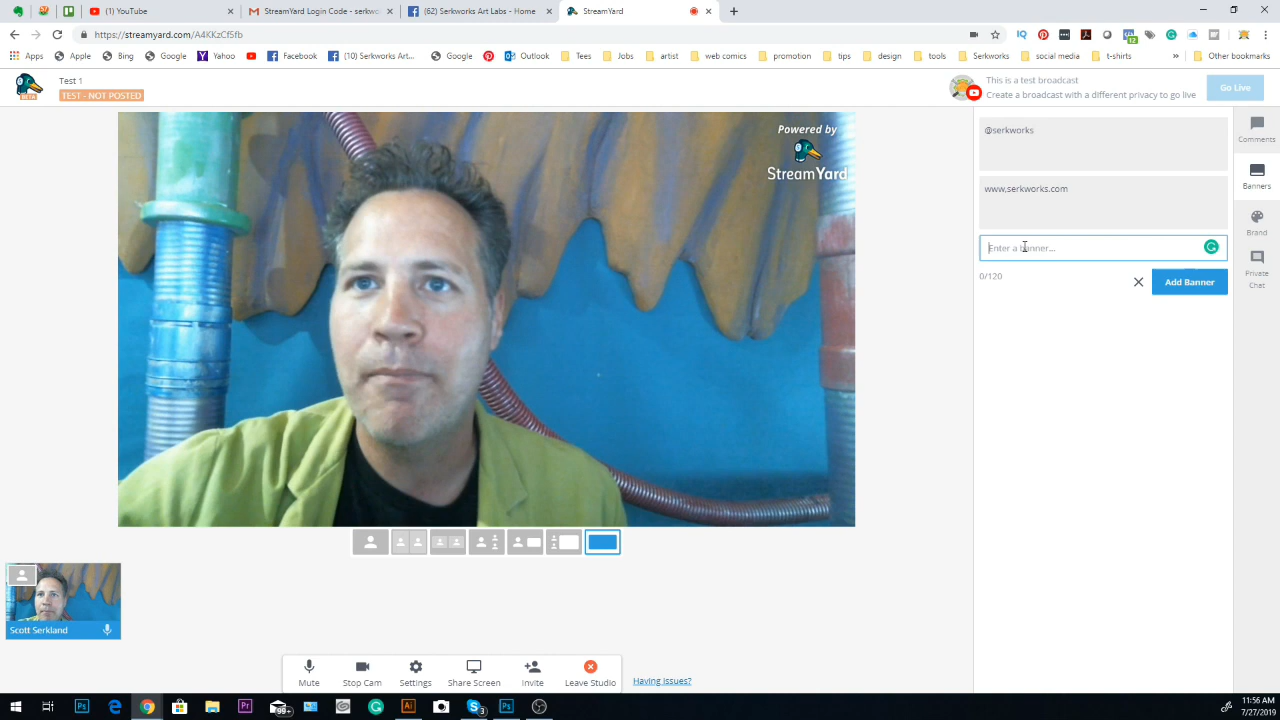 (1) YouTube
StreamYard Login Code - serkwo
(62) Serkworks Art Labs - Home
StreamYard
https://streamyard.com/A4KKzCf5fb
Apps
Apple
Bing
Google
Yahoo
Facebook
(10) Serkworks Art...
Google
Outlook
Tees
Jobs
artist
web comics
promotion
tips
design
tools
Serkworks
social media
t-shirts
»
Other bookmarks
Test 1
BETA
TEST - NOT POSTED
This is a test broadcast
Create a broadcast with a different privacy to go live
Go Live
Powered by
StreamYard
@serkworks
www.serkworks.com
Enter a banner...
0/120
Add Banner
Comments
Banners
Brand
Private
Chat
Scott Serkland
Mute
Stop Cam
Settings
Share Screen
Invite
Leave Studio
Having issues?
99+
3
11:56 AM
7/27/2019